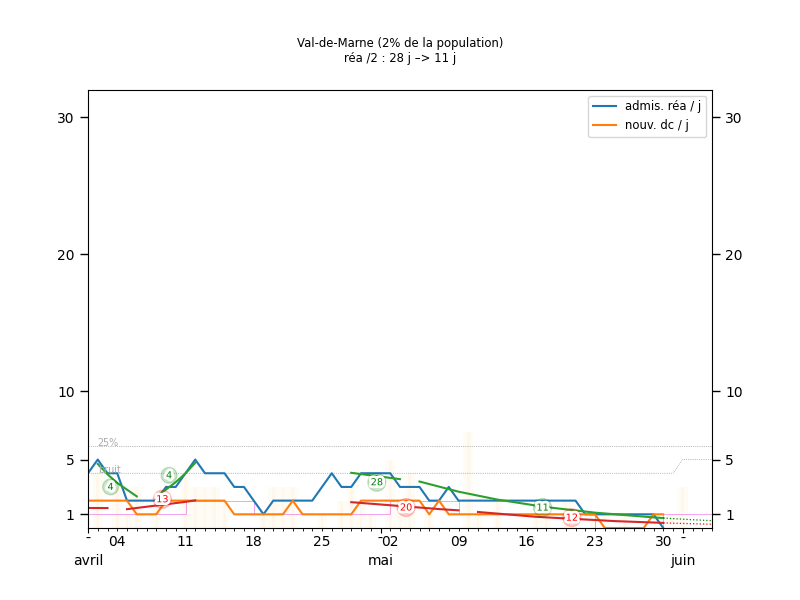 Val-de-Marne (2% de la population)
réa /2 : 28 j –> 11 j
admis. réa / j
nouv. dc / j
30
30
20
20
10
10
25%
5
5
bruit
4
4
28
13
20
11
12
1
1
- 04 11 18 25 -02 09 16 23 30 -
avril mai juin